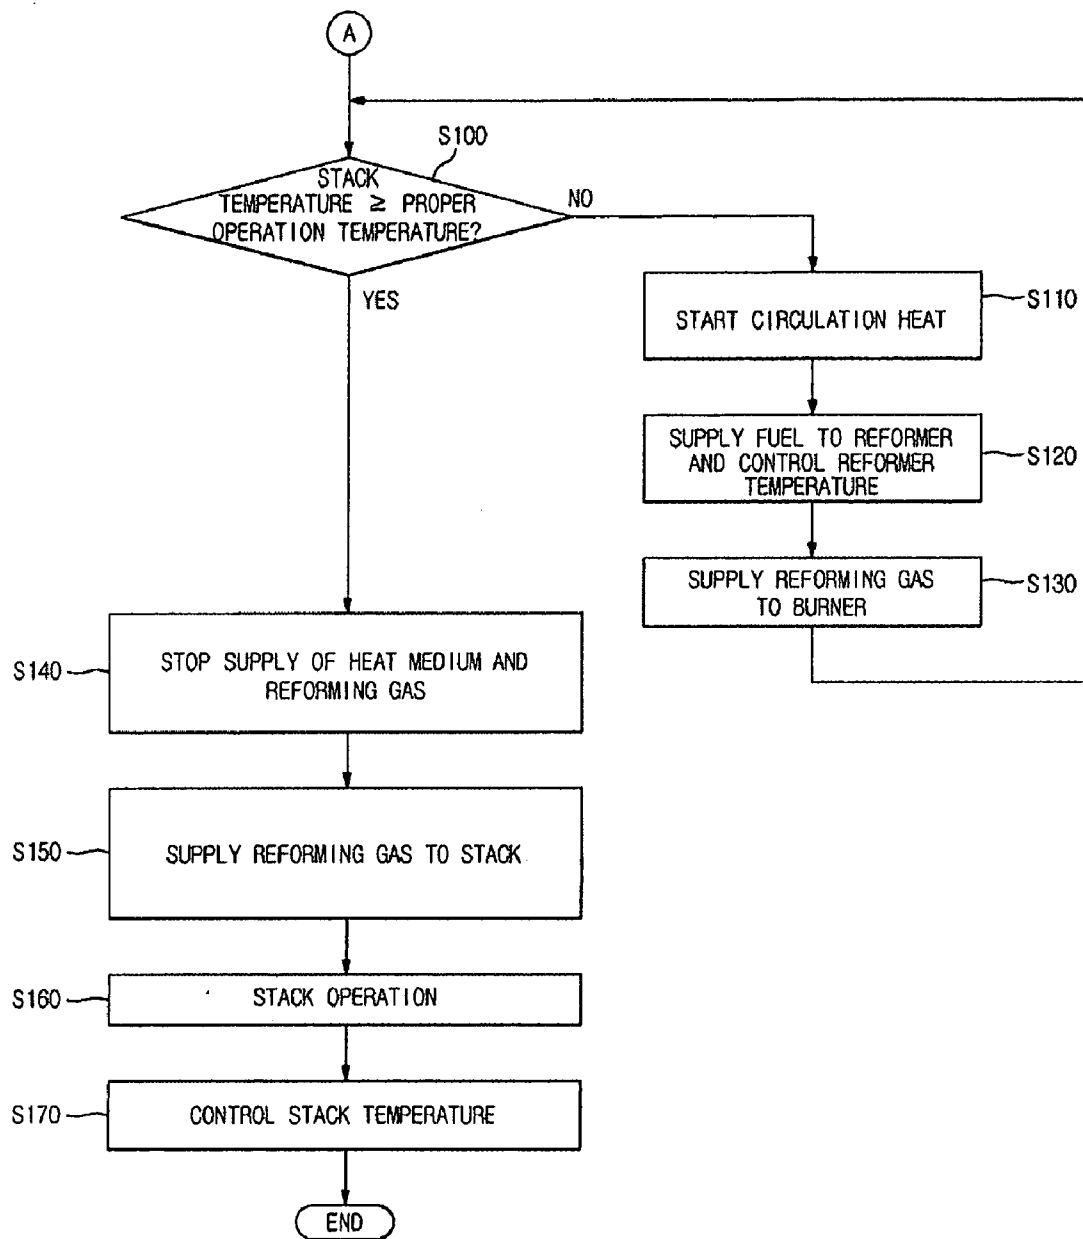 A
S100
STACK
TEMPERATURE ≥ PROPER
OPERATION TEMPERATURE?
NO
YES
START CIRCULATION HEAT
S110
SUPPLY FUEL TO REFORMER
AND CONTROL REFORMER
TEMPERATURE
S120
SUPPLY REFORMING GAS
TO BURNER
S130
S140
STOP SUPPLY OF HEAT MEDIUM AND
REFORMING GAS
S150
SUPPLY REFORMING GAS TO STACK
S160
STACK OPERATION
S170
CONTROL STACK TEMPERATURE
END